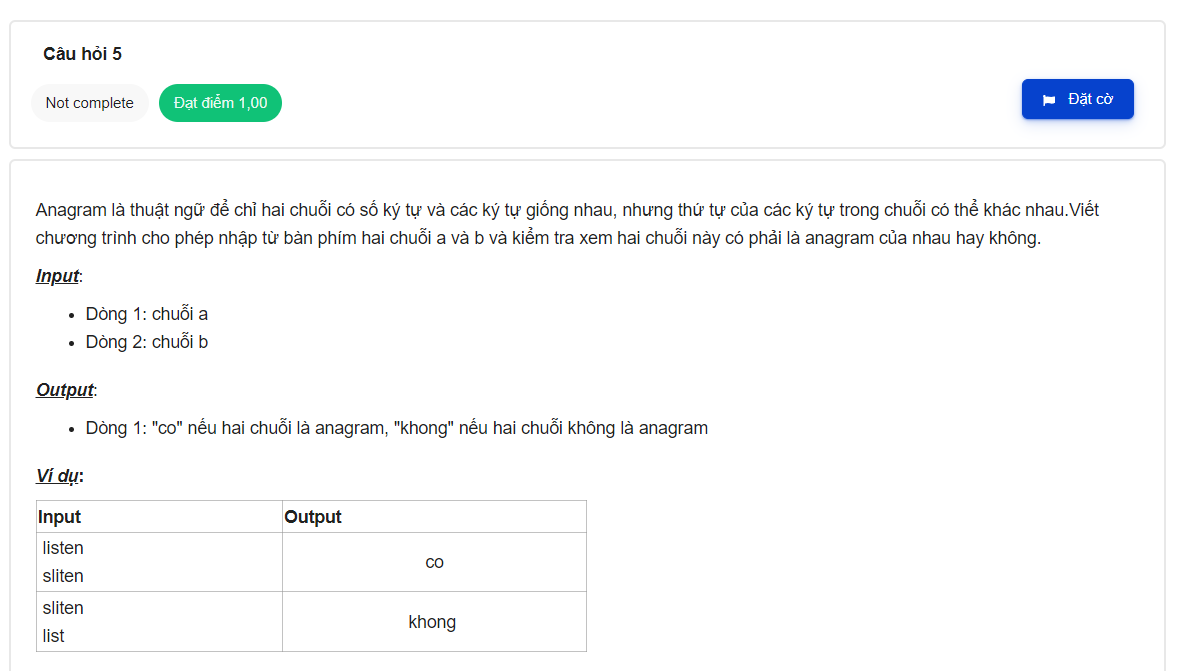 Câu hỏi 5
Not complete
Đạt điểm 1,00
Đặt cờ
Anagram là thuật ngữ để chỉ hai chuỗi có số ký tự và các ký tự giống nhau, nhưng thứ tự của các ký tự trong chuỗi có thể khác nhau.Viết
chương trình cho phép nhập từ bàn phím hai chuỗi a và b và kiểm tra xem hai chuỗi này có phải là anagram của nhau hay không.
Input:
• Dòng 1: chuỗi a
• Dòng 2: chuỗi b
Output:
• Dòng 1: "co" nếu hai chuỗi là anagram, "khong" nếu hai chuỗi không là anagram
Ví dụ:
Input Output
listen
sliten
co
sliten
list
khong